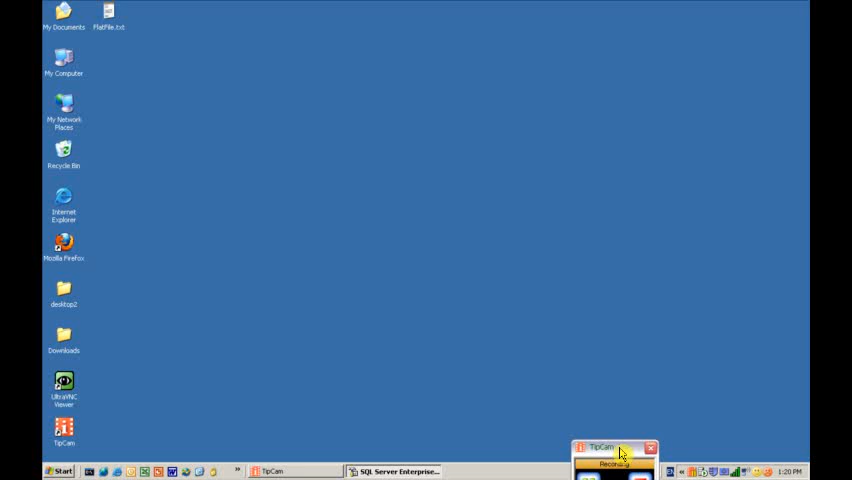 My Documents
FlatFile.txt
My Computer
My Network
Places
Recycle Bin
Internet
Explorer
Mozilla Firefox
desktop2
Downloads
UltraVNC
Viewer
TipCam
TipCam
Recording
Start
TipCam
SQL Server Enterprise...
1:20 PM